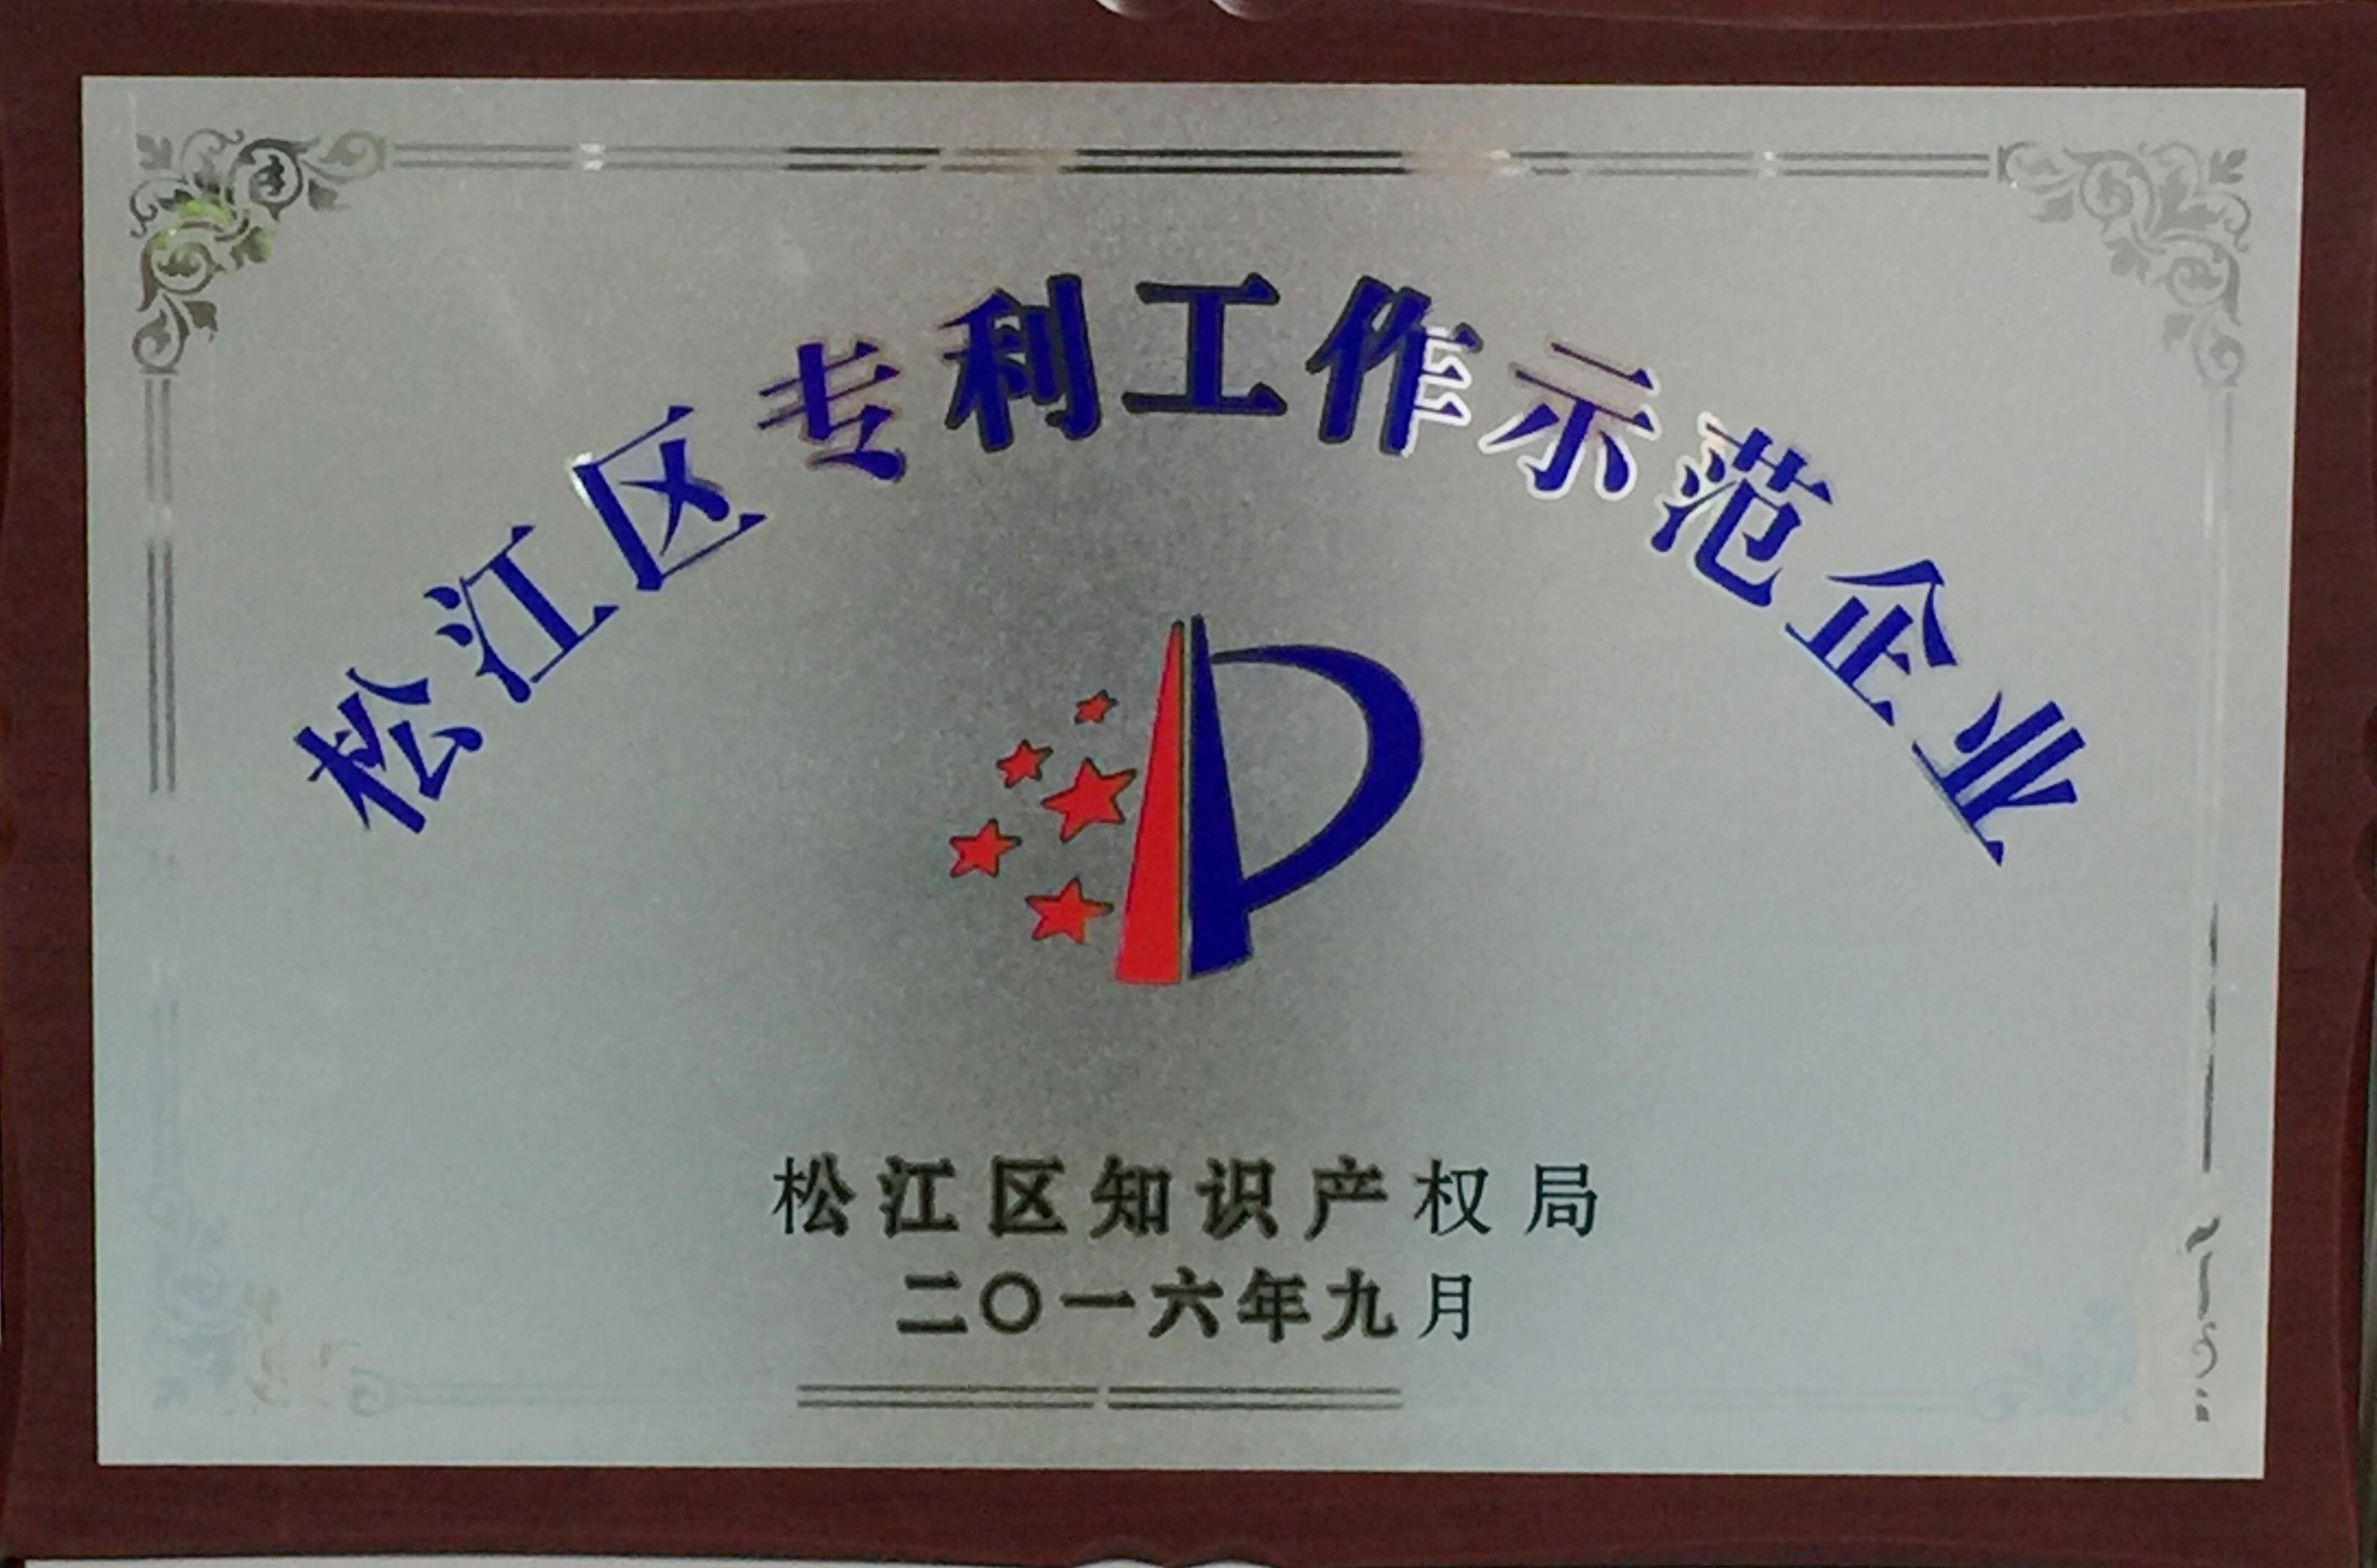 松江区专利工作示范企业
松江区知识产权局
二〇一六年九月